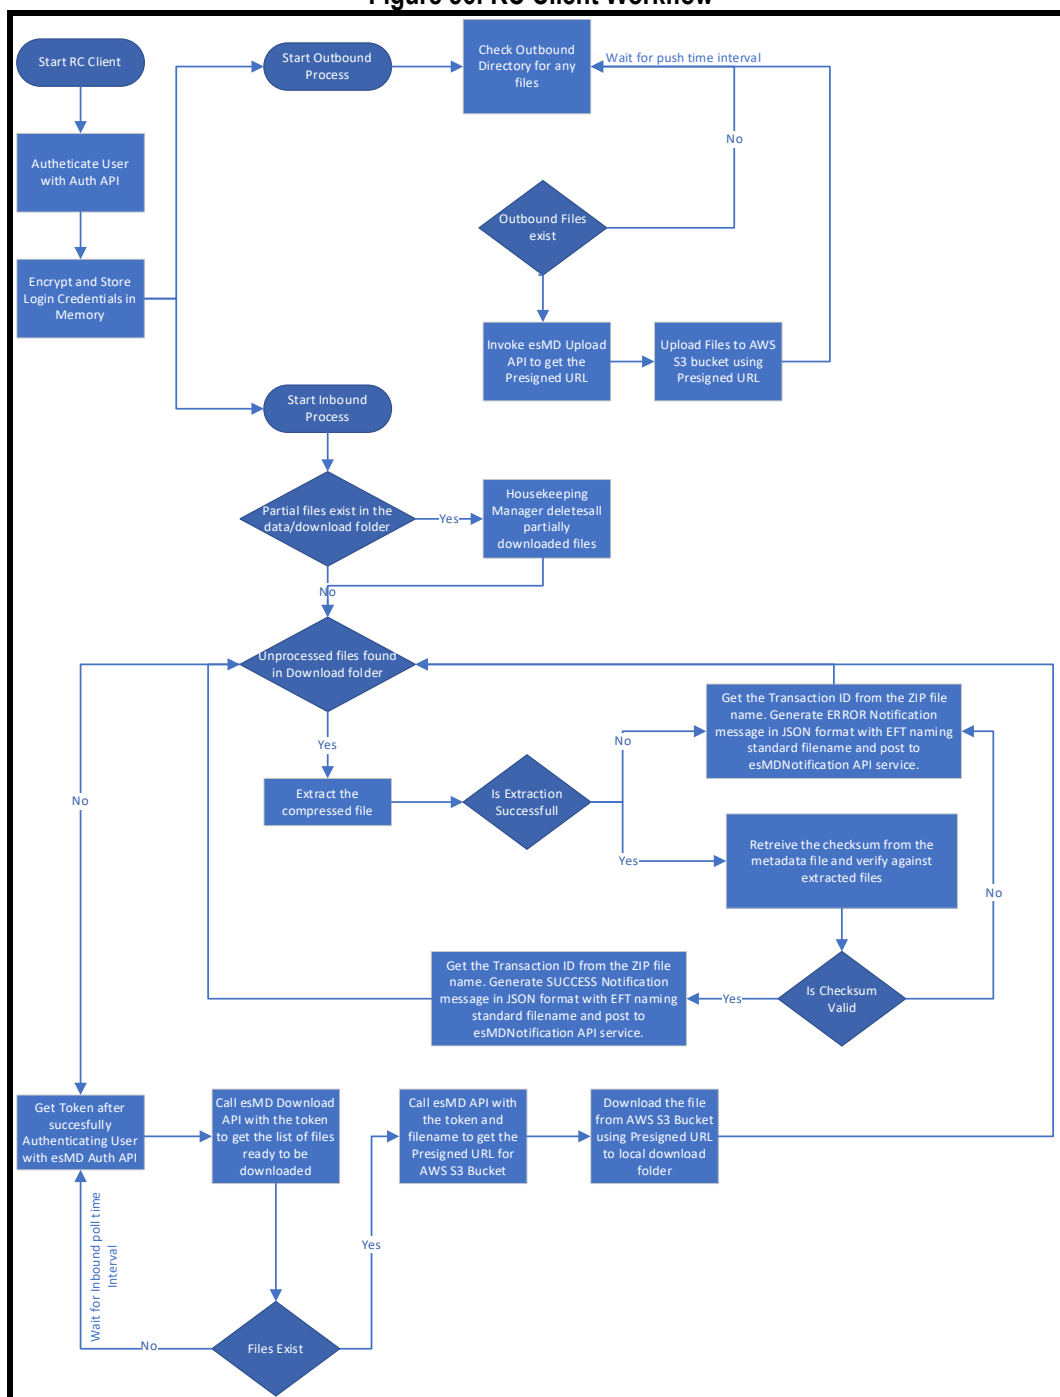 Figure 50: RC Client Workflow
Start RC Client
Start Outbound
Process
Check Outbound
Directory for any
files
Wait for push time interval
No
Autheticate User
with Auth API
Outbound Files
exist
Encrypt and Store
Login Credentials in
Memory
Invoke esMD Upload
API to get the
Presigned URL
Upload Files to AWS
S3 bucket using
Presigned URL
Start Inbound
Process
Partial files exist in the
data/download folder
Yes
Housekeeping
Manager deletesall
partially
downloaded files
No
Unprocessed files found
in Download folder
Get the Transaction ID from the ZIP file
name. Generate ERROR Notification
message in JSON format with EFT naming
standard filename and post to
esMDNotification API service.
Yes
No
No
Extract the
compressed file
Is Extraction
Successfull
Yes
Retreive the checksum from the
metadata file and verify against
extracted files
No
Get the Transaction ID from the ZIP file
name. Generate SUCCESS Notification
message in JSON format with EFT naming
standard filename and post to
esMDNotification API service.
Yes
Is Checksum
Valid
Get Token after
succesfully
Authenticating User
with esMD Auth API
Call esMD Download
API with the token
to get the list of files
ready to be
downloaded
Call esMD API with
the token and
filename to get the
Presigned URL for
AWS S3 Bucket
Download the file
from AWS S3 Bucket
using Presigned URL
to local download
folder
Wait for Inbound poll time
Interval
Yes
No
Files Exist